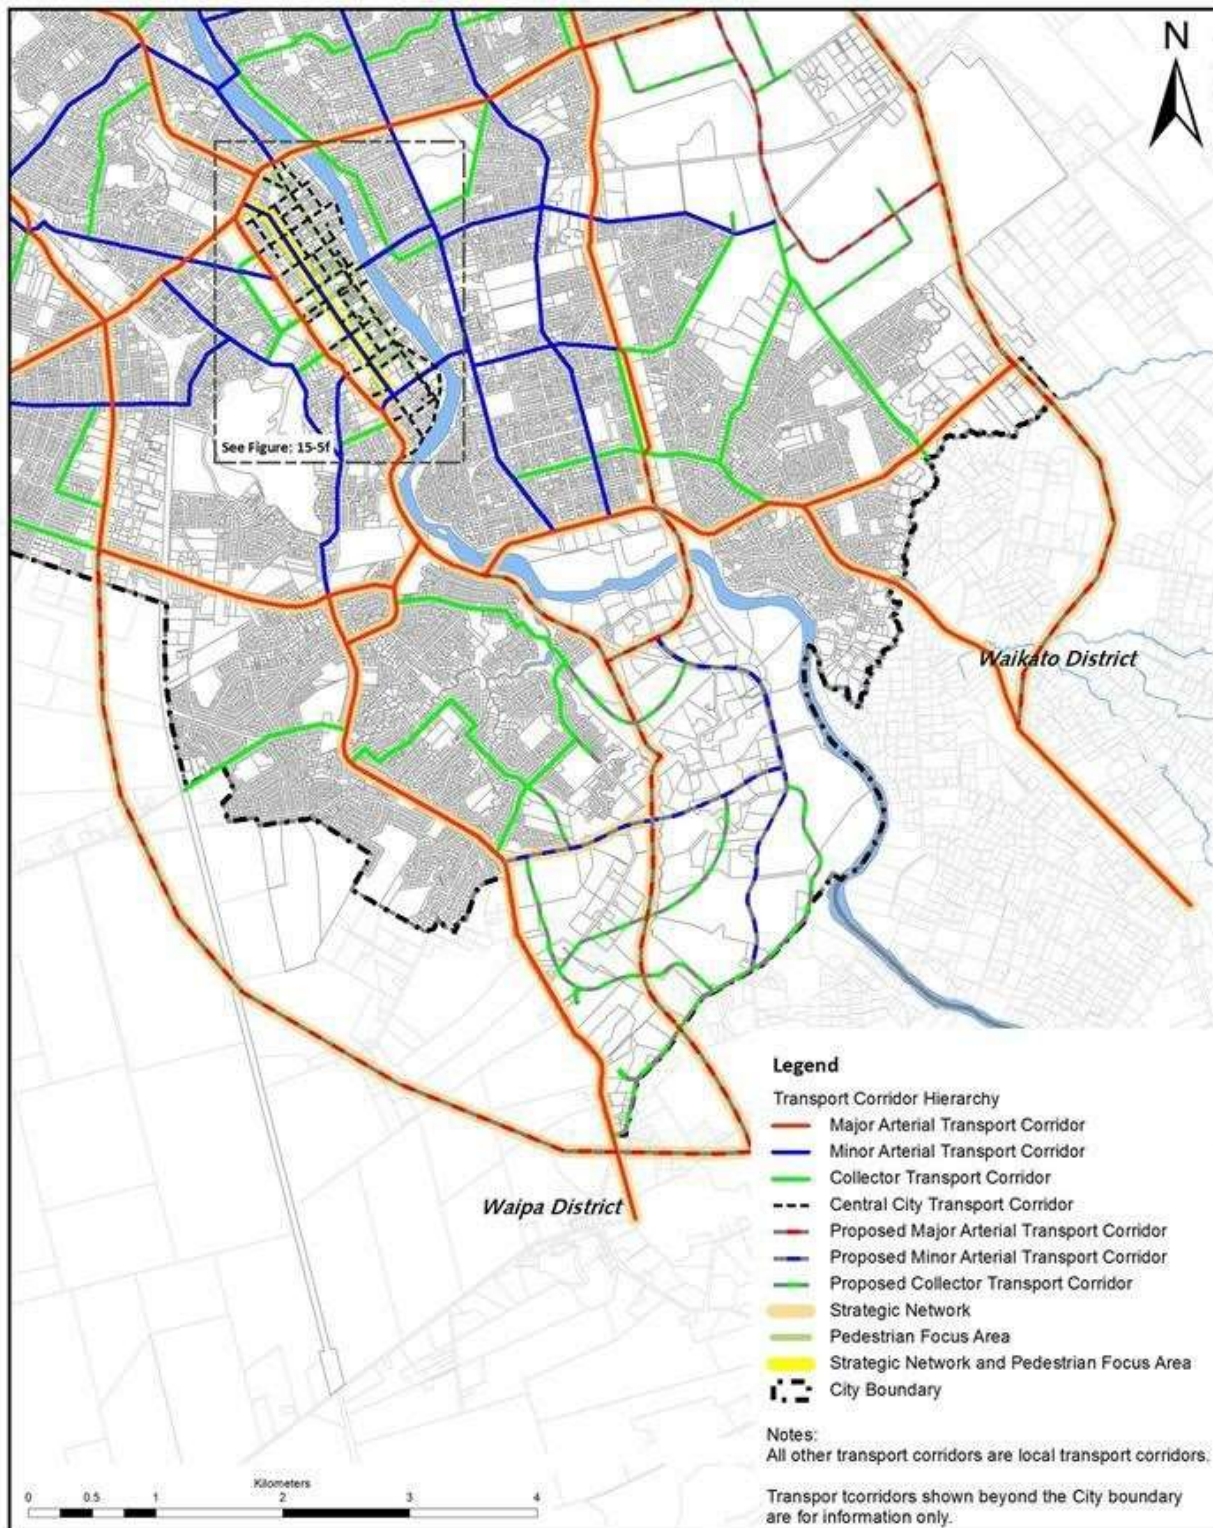 N
See Figure: 15-5f
Waikato District
Waipa District
Legend
Transport Corridor Hierarchy
Major Arterial Transport Corridor
Minor Arterial Transport Corridor
Collector Transport Corridor
Central City Transport Corridor
Proposed Major Arterial Transport Corridor
Proposed Minor Arterial Transport Corridor
Proposed Collector Transport Corridor
Strategic Network
Pedestrian Focus Area
Strategic Network and Pedestrian Focus Area
City Boundary
Notes:
All other transport corridors are local transport corridors.
Transpor tcorridors shown beyond the City boundary
are for information only.
Kilometers
0 0.5 1 2 3 4